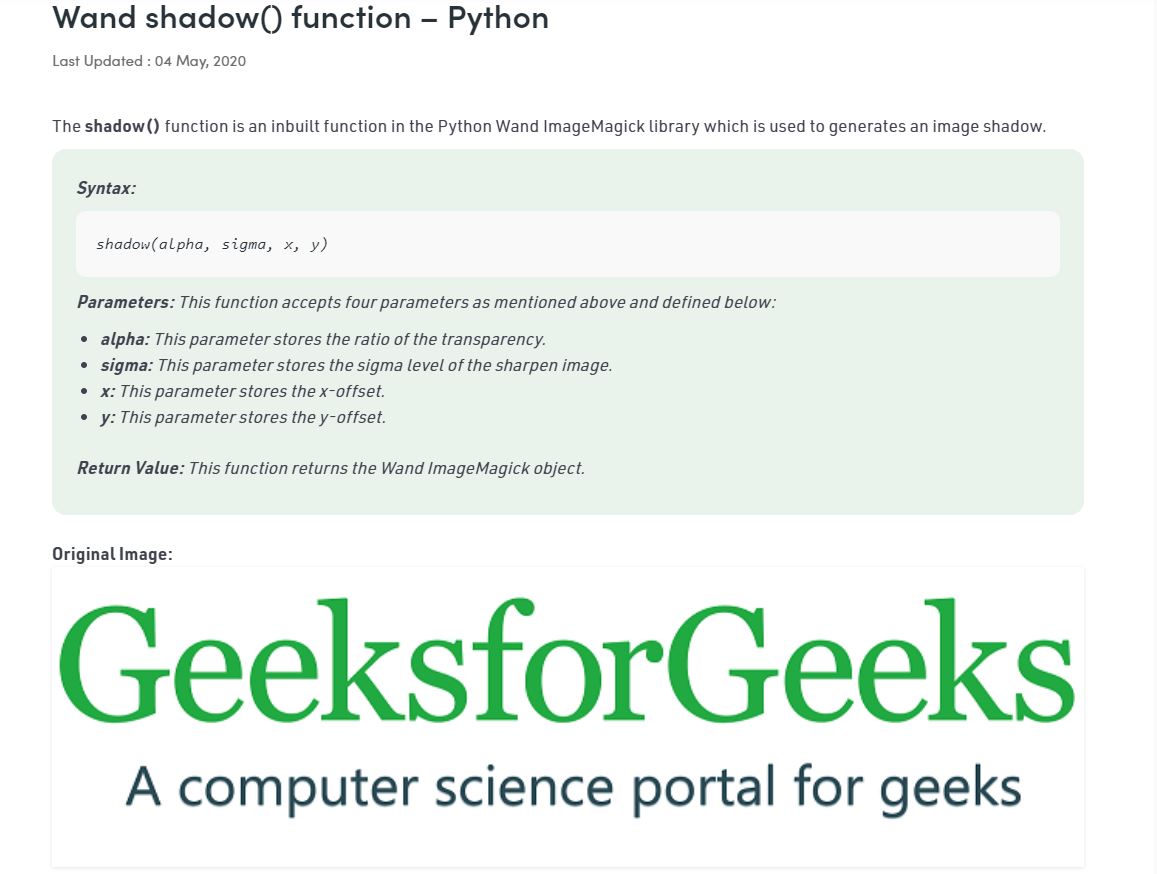 Wand shadow() function – Python
Last Updated : 04 May, 2020
The shadow() function is an inbuilt function in the Python Wand ImageMagick library which is used to generates an image shadow.
Syntax:
shadow(alpha, sigma, x, y)
Parameters: This function accepts four parameters as mentioned above and defined below:
• alpha: This parameter stores the ratio of the transparency.
• sigma: This parameter stores the sigma level of the sharpen image.
• x: This parameter stores the x-offset.
• y: This parameter stores the y-offset.
Return Value: This function returns the Wand ImageMagick object.
Original Image:
GeeksforGeeks
A computer science portal for geeks